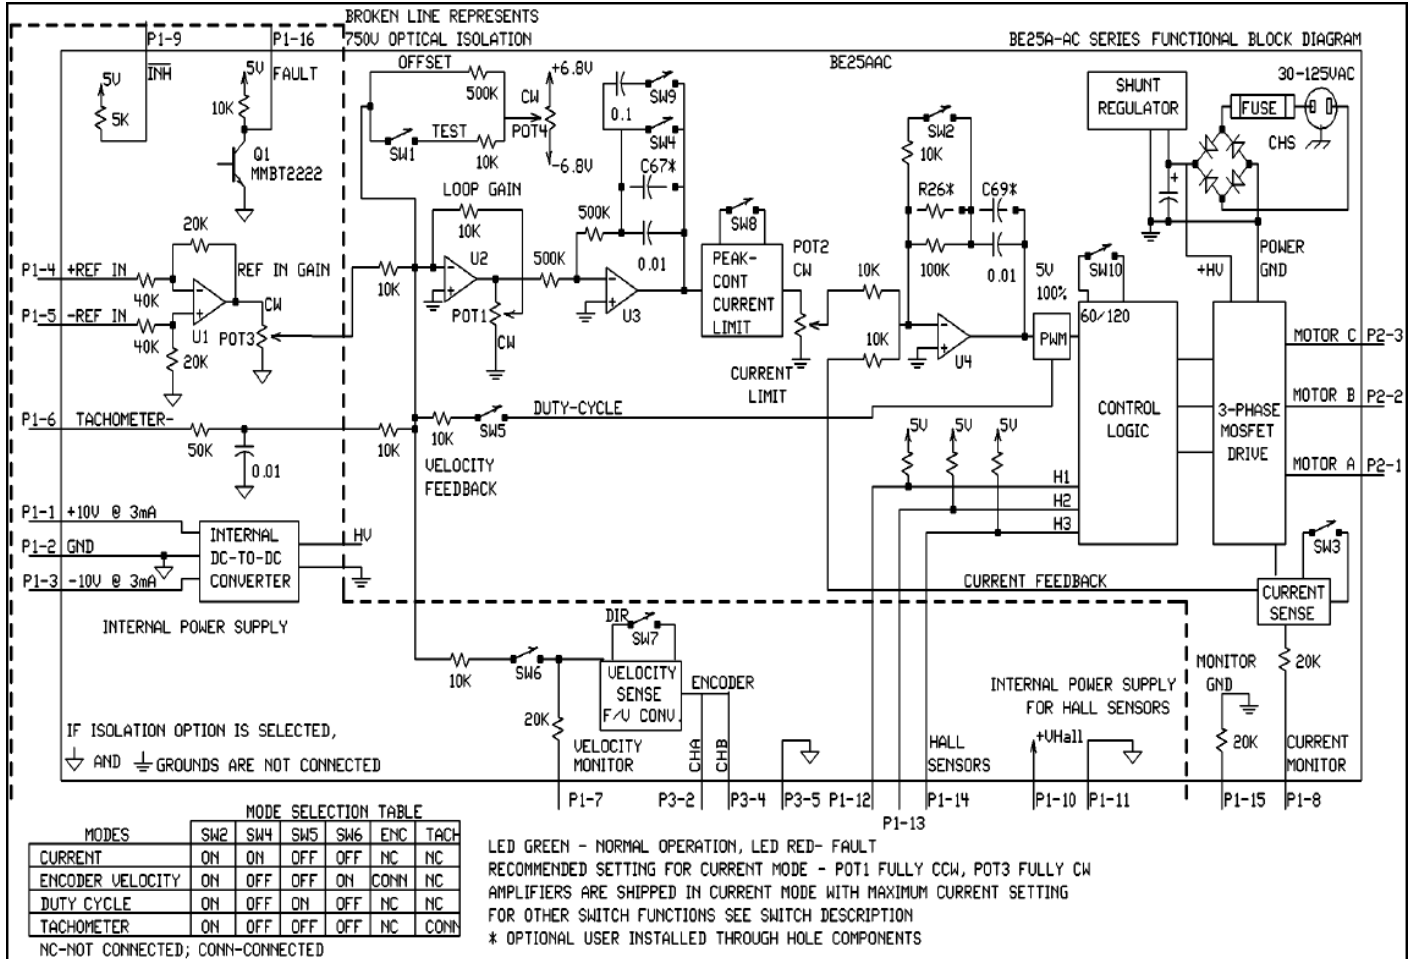 BROKEN LINE REPRESENTS
750V OPTICAL ISOLATION
BE25A-AC SERIES FUNCTIONAL BLOCK DIAGRAM
BE25AAC
P1-9
P1-16
INH
5V
5K
5V
FAULT
10K
Q1
MMBT2222
OFFSET
500K
TEST
SW1
10K
CW
POT4
+6.8V
-6.8V
0.1
SW9
SW4
C67*
0.01
500K
LOOP GAIN
10K
U2
POT1
CW
500K
U3
SW8
PEAK-
CONT
CURRENT
LIMIT
POT2
CW
CURRENT
LIMIT
10K
10K
SW2
10K
R26*
C69*
100K
0.01
U4
5V
100%
PWM
SW10
60/120
CONTROL
LOGIC
SHUNT
REGULATOR
+
30-125VAC
FUSE
CHS
POWER
GND
+HV
3-PHASE
MOSFET
DRIVE
MOTOR C P2-3
MOTOR B P2-2
MOTOR A P2-1
20K
P1-4 +REF IN
40K
REF IN GAIN
CW
P1-5 -REF IN
40K
U1
POT3
20K
10K
P1-6 TACHOMETER-
50K
0.01
10K
10K
SW5
DUTY-CYCLE
VELOCITY
FEEDBACK
5V
5V
5V
H1
H2
H3
P1-1 +10V @ 3mA
P1-2 GND
P1-3 -10V @ 3mA
INTERNAL
DC-TO-DC
CONVERTER
HV
INTERNAL POWER SUPPLY
CURRENT FEEDBACK
SW3
CURRENT
SENSE
20K
DIR
SW7
SW6
10K
VELOCITY
SENSE
F/V CONV.
ENCODER
20K
VELOCITY
MONITOR
CHA
CHB
INTERNAL POWER SUPPLY
FOR HALL SENSORS
+VHall
HALL
SENSORS
MONITOR
GND
20K
CURRENT
MONITOR
IF ISOLATION OPTION IS SELECTED,
AND GROUNDS ARE NOT CONNECTED
P1-7
P3-2
P3-4
P3-5
P1-12
P1-13
P1-14
P1-10
P1-11
P1-15
P1-8
MODE SELECTION TABLE
MODES SW2 SW4 SW5 SW6 ENC TACH
CURRENT ON ON OFF OFF NC NC
ENCODER VELOCITY ON OFF OFF ON CONN NC
DUTY CYCLE ON OFF ON OFF NC NC
TACHOMETER ON OFF OFF OFF NC CONN
NC-NOT CONNECTED; CONN-CONNECTED
LED GREEN - NORMAL OPERATION, LED RED- FAULT
RECOMMENDED SETTING FOR CURRENT MODE - POT1 FULLY CCW, POT3 FULLY CW
AMPLIFIERS ARE SHIPPED IN CURRENT MODE WITH MAXIMUM CURRENT SETTING
FOR OTHER SWITCH FUNCTIONS SEE SWITCH DESCRIPTION
* OPTIONAL USER INSTALLED THROUGH HOLE COMPONENTS